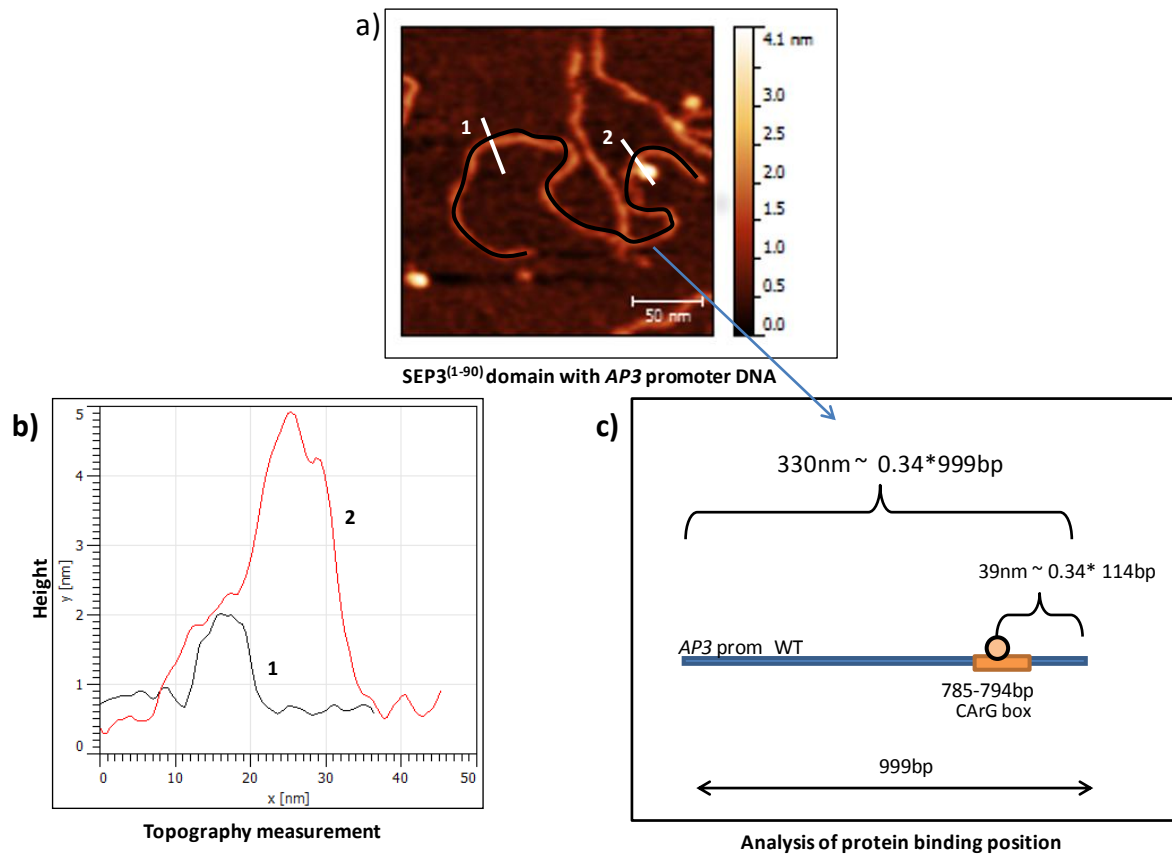 a)
4.1 nm
3.0
2.5
2.0
1.5
1.0
0.0
1
2
50 nm
SEP3(1-90) domain with AP3 promoter DNA
b)
5
4
3
2
1
0
Height
y [nm]
2
1
0 10 20 30 40 50
x [nm]
Topography measurement
c)
330nm ~ 0.34*999bp
39nm ~ 0.34* 114bp
AP3 prom WT
785-794bp
CArG box
999bp
Analysis of protein binding position